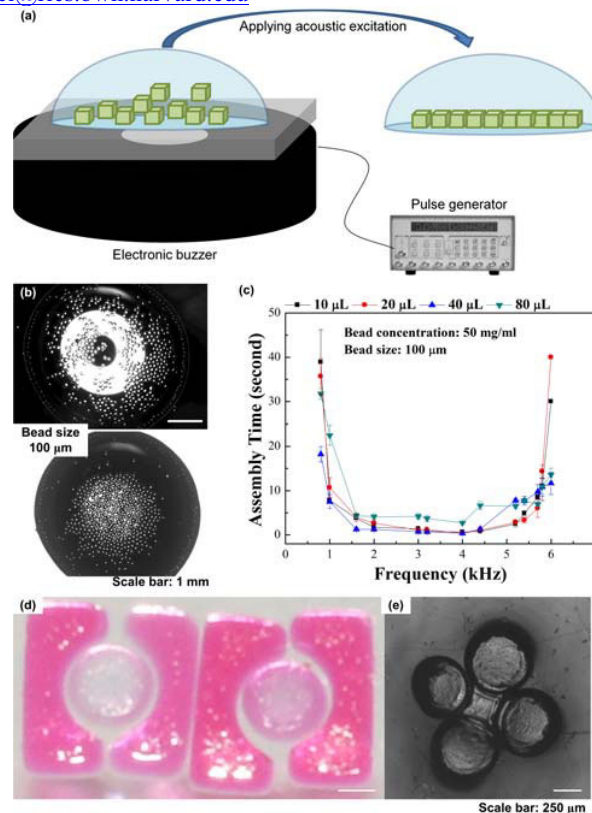 (a)
Applying acoustic excitation
Pulse generator
Electronic buzzer
(b)
Bead size
100 µm
Scale bar: 1 mm
(c)
10 µL 20 µL 40 µL 80 µL
Bead concentration: 50 mg/ml
Bead size: 100 µm
Assembly Time (second)
50
40
30
20
10
0
0 1 2 3 4 5 6
Frequency (kHz)
(d)
(e)
Scale bar: 250 µm